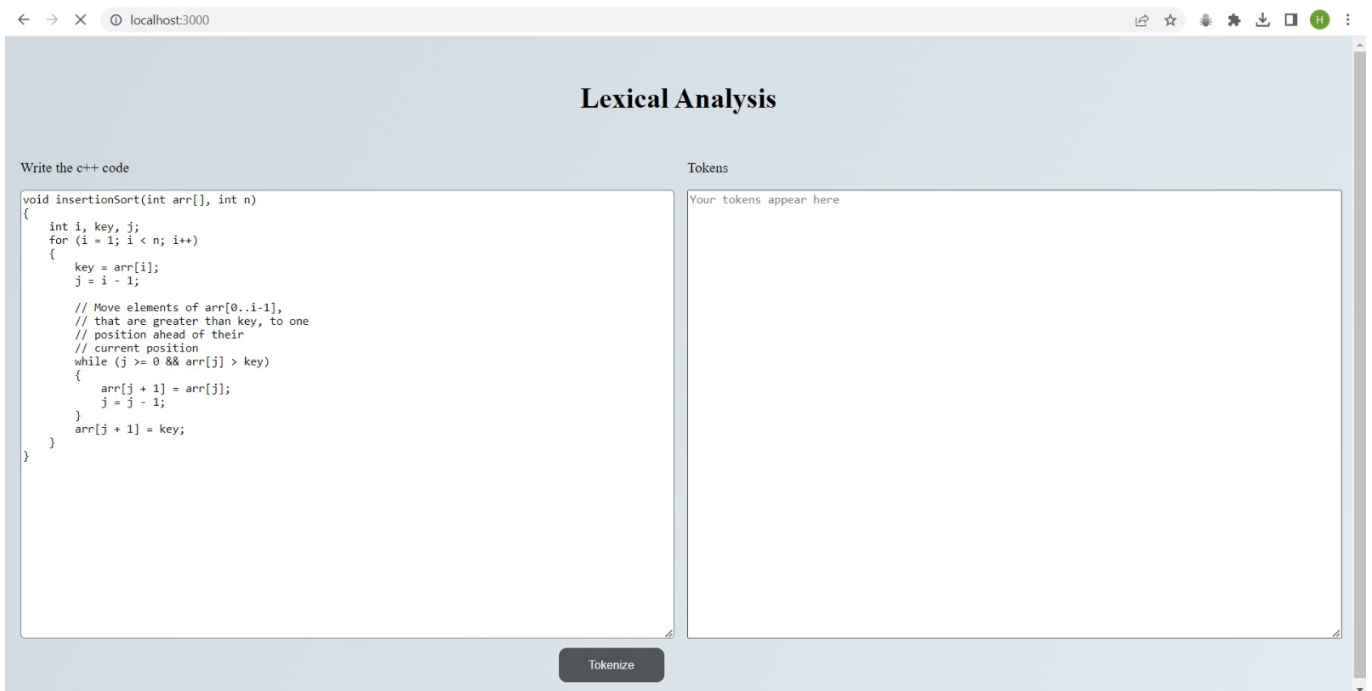 localhost:3000
H
Lexical Analysis
Write the c++ code
Tokens
void insertionSort(int arr[], int n)
{
    int i, key, j;
    for (i = 1; i < n; i++)
    {
        key = arr[i];
        j = i - 1;

        // Move elements of arr[0..i-1],
        // that are greater than key, to one
        // position ahead of their
        // current position
        while (j >= 0 && arr[j] > key)
        {
            arr[j + 1] = arr[j];
            j = j - 1;
        }
        arr[j + 1] = key;
    }
}
Your tokens appear here
Tokenize